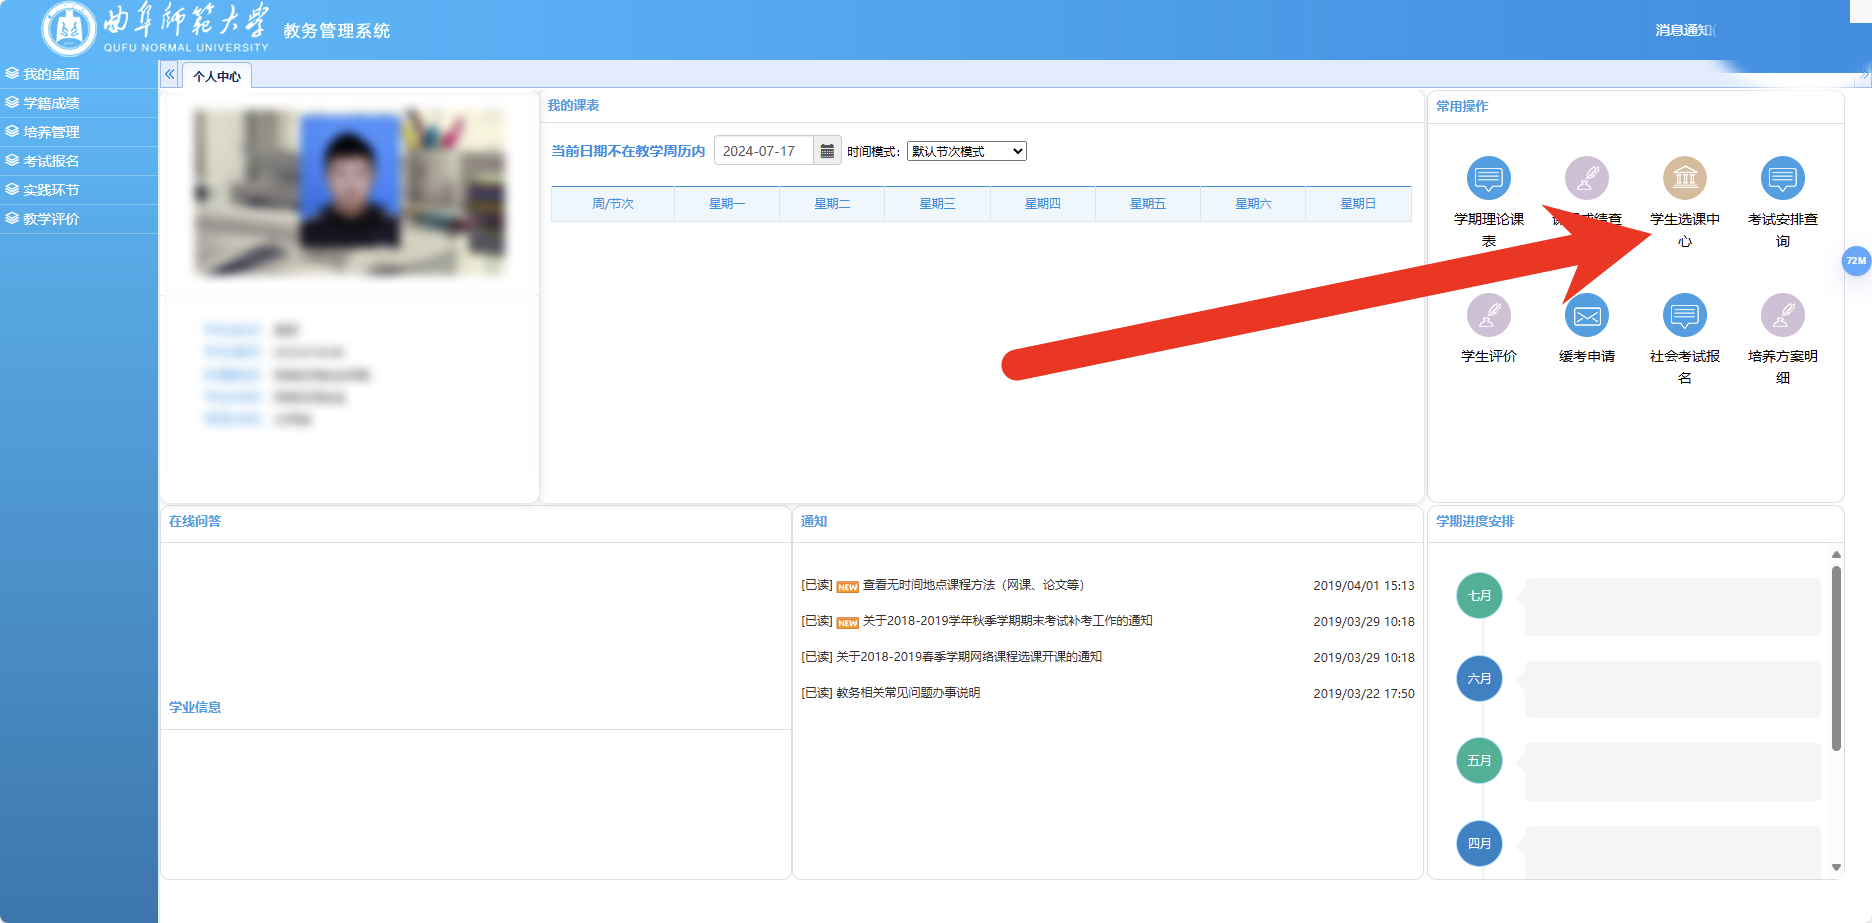 曲阜师范大学
QUFU NORMAL UNIVERSITY
教务管理系统
消息通知(
我的桌面
学籍成绩
培养管理
考试报名
实践环节
教学评价
个人中心
我的课表
当前日期不在教学周历内 2024-07-17 时间模式: 默认节次模式
周/节次 星期一 星期二 星期三 星期四 星期五 星期六 星期日
常用操作
学期理论课表
绩查
学生选课中心
考试安排查询
学生评价
缓考申请
社会考试报名
培养方案明细
72M
在线问答
学业信息
通知
[已读] NEW 查看无时间地点课程方法（网课、论文等） 2019/04/01 15:13
[已读] NEW 关于2018-2019学年秋季学期期末考试补考工作的通知 2019/03/29 10:18
[已读] 关于2018-2019春季学期网络课程选课开课的通知 2019/03/29 10:18
[已读] 教务相关常见问题办事说明 2019/03/22 17:50
学期进度安排
七月
六月
五月
四月